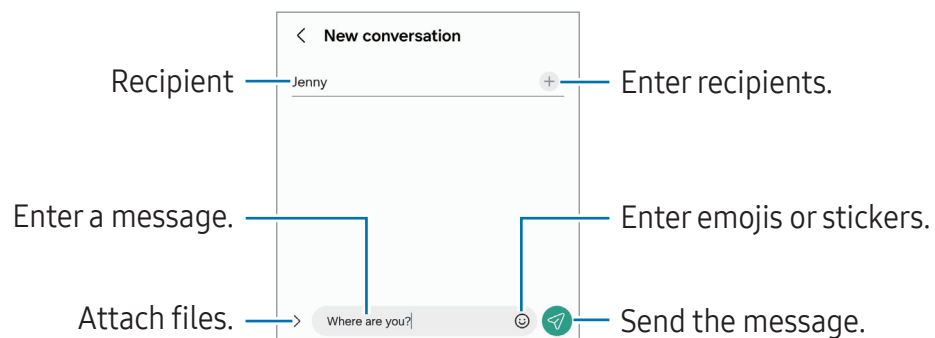 New conversation
Recipient
Jenny
Enter recipients.
Enter a message.
Enter emojis or stickers.
Attach files.
Where are you?
Send the message.